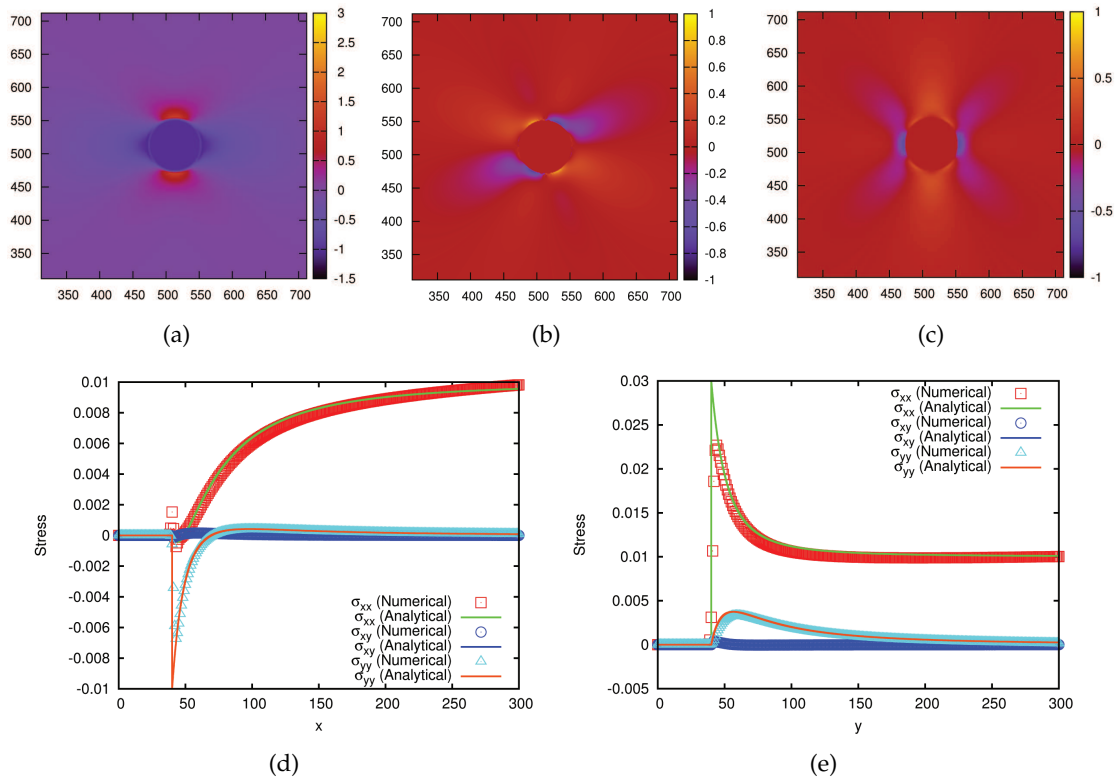 700
650
600
550
500
450
400
350
350 400 450 500 550 600 650 700
3
2.5
2
1.5
1
0.5
0
-0.5
-1
-1.5
(a)
700
650
600
550
500
450
400
350
350 400 450 500 550 600 650 700
1
0.8
0.6
0.4
0.2
0
-0.2
-0.4
-0.6
-0.8
-1
(b)
700
650
600
550
500
450
400
350
350 400 450 500 550 600 650 700
1
0.5
0
-0.5
-1
(c)
Stress
0.01
0.008
0.006
0.004
0.002
0
-0.002
-0.004
-0.006
-0.008
-0.01
σxx (Numerical)
σxx (Analytical)
σxy (Numerical)
σxy (Analytical)
σyy (Numerical)
σyy (Analytical)
0 50 100 150 200 250 300
x
(d)
Stress
0.03
0.025
0.02
0.015
0.01
0.005
0
-0.005
σxx (Numerical)
σxx (Analytical)
σxy (Numerical)
σxy (Analytical)
σyy (Numerical)
σyy (Analytical)
0 50 100 150 200 250 300
y
(e)